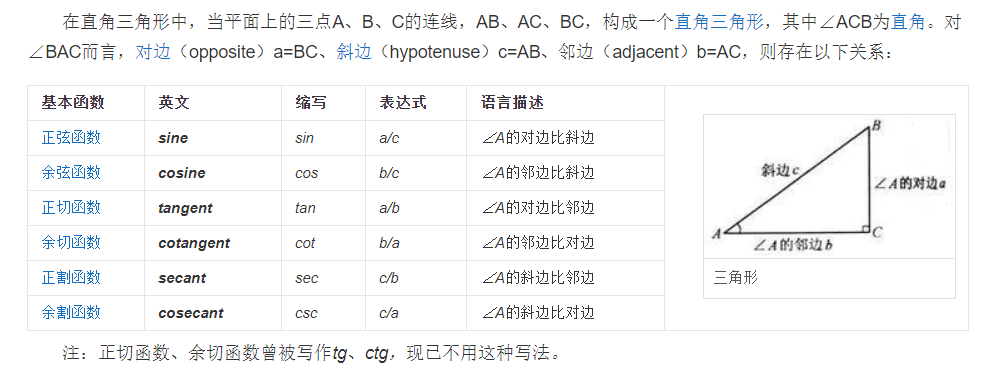 在直角三角形中，当平面上的三点A、B、C的连线，AB、AC、BC，构成一个直角三角形，其中∠ACB为直角。对
∠BAC而言，对边（opposite）a=BC、斜边（hypotenuse）c=AB、邻边（adjacent）b=AC，则存在以下关系：
基本函数 英文 缩写 表达式 语言描述
正弦函数 sine sin a/c ∠A的对边比斜边
余弦函数 cosine cos b/c ∠A的邻边比斜边
正切函数 tangent tan a/b ∠A的对边比邻边
余切函数 cotangent cot b/a ∠A的邻边比对边
正割函数 secant sec c/b ∠A的斜边比邻边
余割函数 cosecant csc c/a ∠A的斜边比对边
B
斜边c
∠A的对边a
A
C
∠A的邻边b
三角形
注：正切函数、余切函数曾被写作tg、ctg，现已不用这种写法。